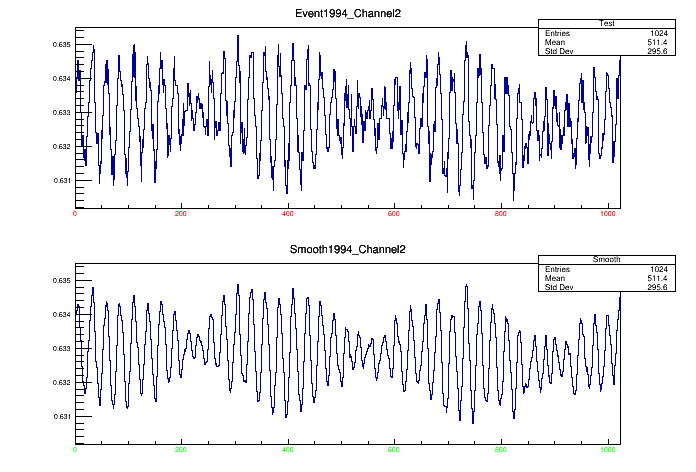 Event1994_Channel2
Test
Entries 1024
Mean 511.4
Std Dev 295.6
0.635
0.634
0.633
0.632
0.631
0 200 400 600 800 1000
Smooth1994_Channel2
Smooth
Entries 1024
Mean 511.4
Std Dev 295.6
0.635
0.634
0.633
0.632
0.631
0 200 400 600 800 1000